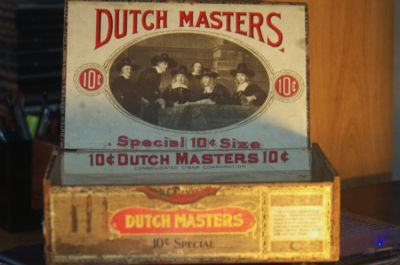 DUTCH MASTERS
10¢ 10¢
Special 10¢ Size
10¢ DUTCH MASTERS 10¢
CONSOLIDATED CIGAR CORPORATION
DUTCH MASTERS
10¢ SPECIAL
C